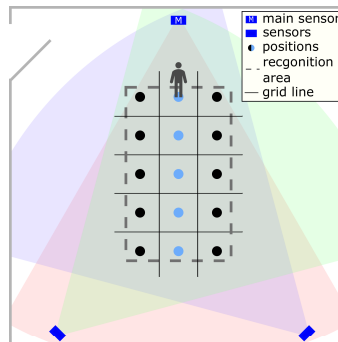 M
M main sensor
sensors
positions
recgonition
area
grid line